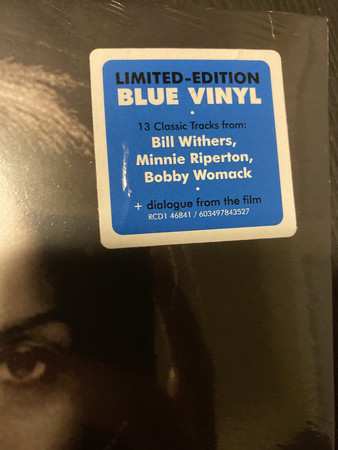 LIMITED-EDITION
BLUE VINYL
•
13 Classic Tracks from:
Bill Withers,
Minnie Riperton,
Bobby Womack
•
+ dialogue from the film
RCD1 46841 / 603497843527